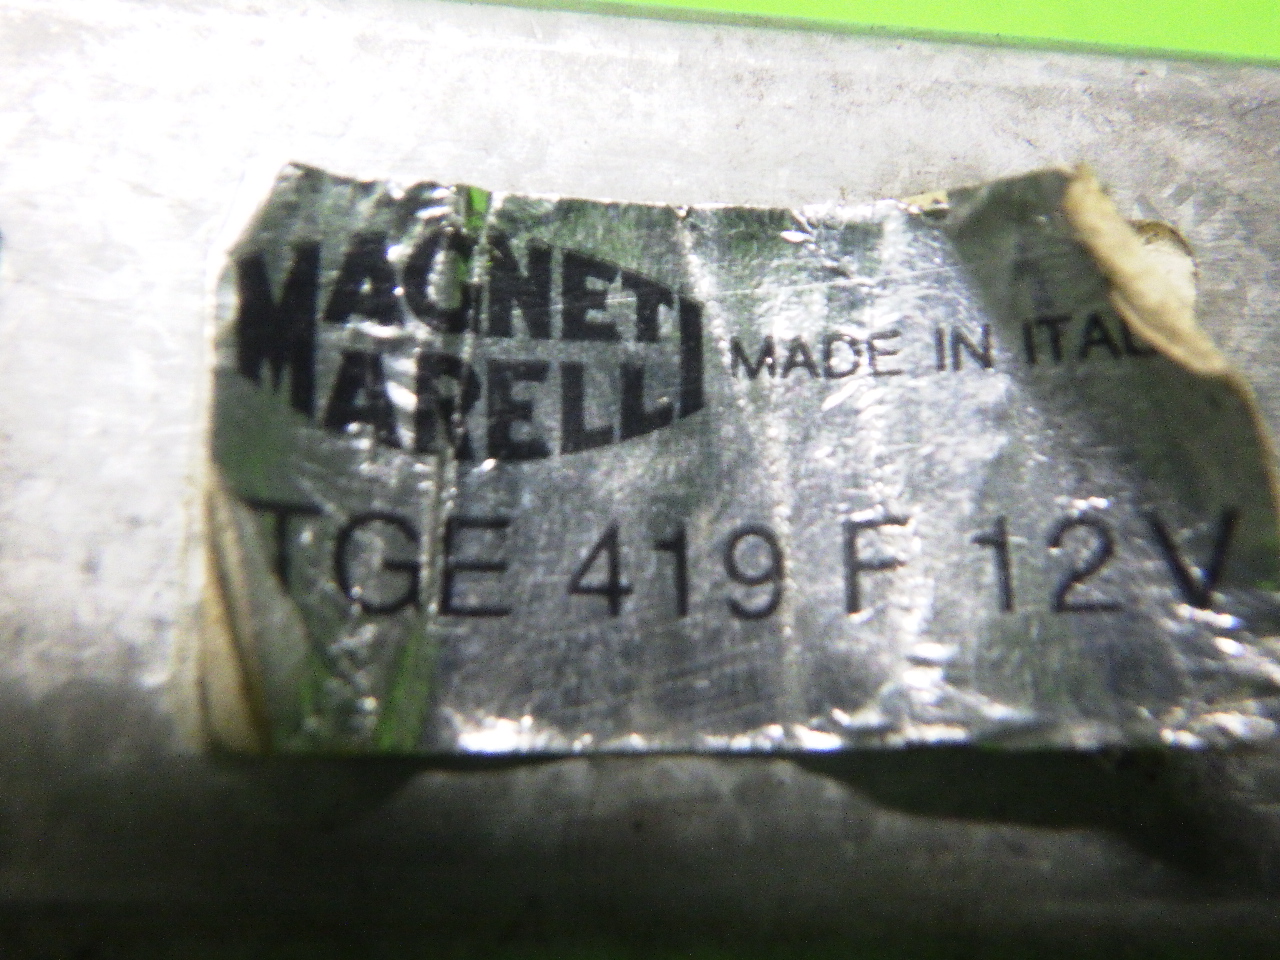 MAGNETI
MARELLI
MADE IN ITAL
TGE 419 F 12V